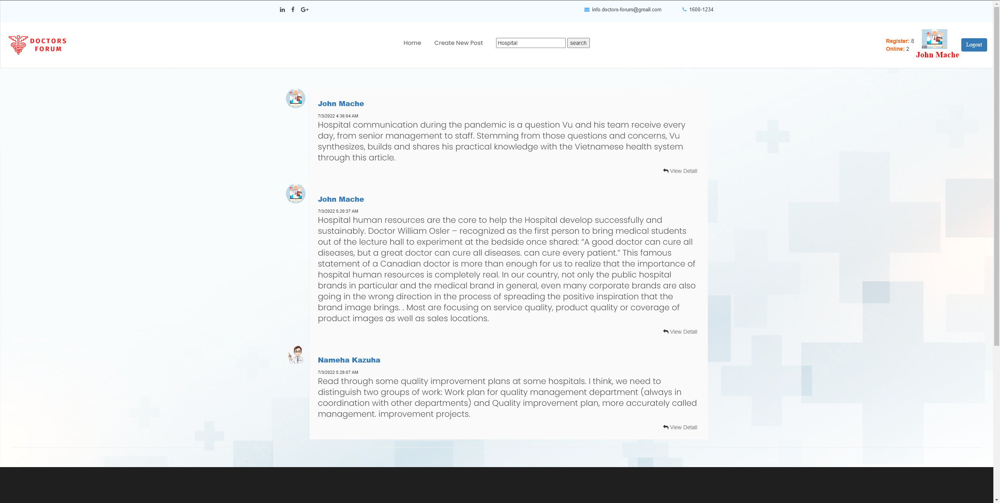 in f G+
info.doctors-forum@gmail.com 1600-1234
DOCTORS
FORUM
Home Create New Post Hospital search
Register: 8
Online: 2
John Mache
Logout
John Mache
7/3/2022 4:36:04 AM
Hospital communication during the pandemic is a question Vu and his team receive every
day, from senior management to staff. Stemming from those questions and concerns, Vu
synthesizes, builds and shares his practical knowledge with the Vietnamese health system
through this article.
View Detall
John Mache
7/3/2022 5:20:37 AM
Hospital human resources are the core to help the Hospital develop successfully and
sustainably. Doctor William Osler – recognized as the first person to bring medical students
out of the lecture hall to experiment at the bedside once shared: “A good doctor can cure all
diseases, but a great doctor can cure all diseases. can cure every patient.” This famous
statement of a Canadian doctor is more than enough for us to realize that the importance of
hospital human resources is completely real. In our country, not only the public hospital
brands in particular and the medical brand in general, even many corporate brands are also
going in the wrong direction in the process of spreading the positive inspiration that the
brand image brings. . Most are focusing on service quality, product quality or coverage of
product images as well as sales locations.
View Detall
Nameha Kazuha
7/3/2022 5:28:07 AM
Read through some quality improvement plans at some hospitals. I think, we need to
distinguish two groups of work: Work plan for quality management department (always in
coordination with other departments) and Quality improvement plan, more accurately called
management. improvement projects.
View Detall